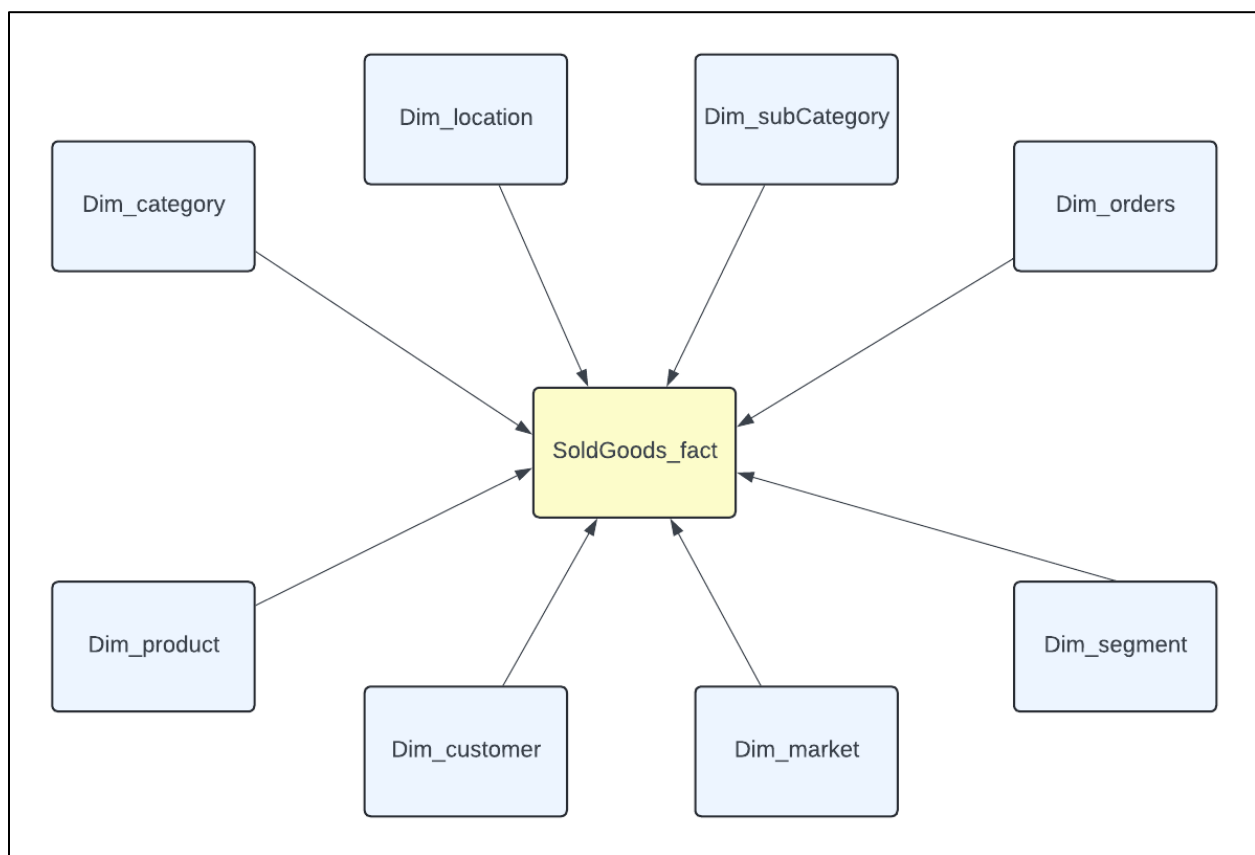 Dim_location
Dim_subCategory
Dim_category
Dim_orders
SoldGoods_fact
Dim_product
Dim_segment
Dim_customer
Dim_market